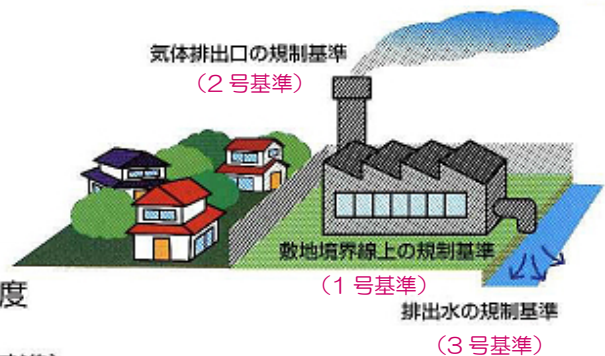 気体排出口の規制基準
（2 号基準）
敷地境界線上の規制基準
（1 号基準）
度
排出水の規制基準
（3 号基準）